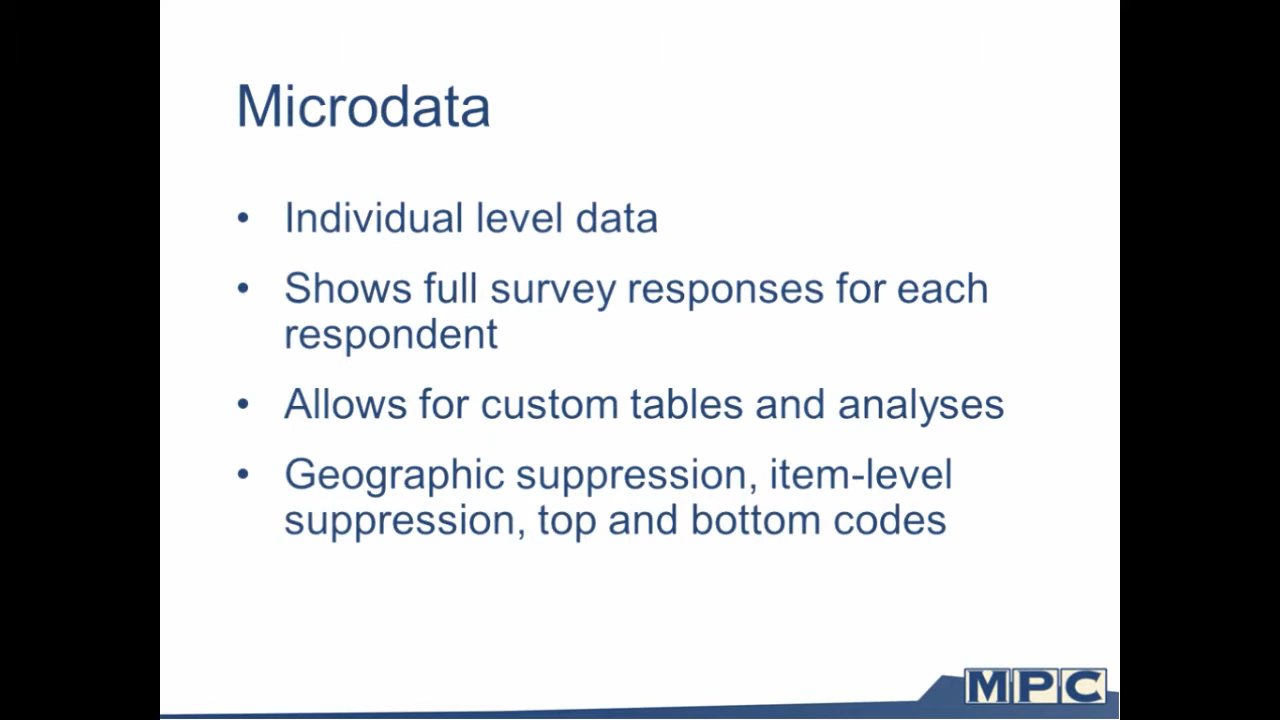 Microdata
• Individual level data
• Shows full survey responses for each
respondent
• Allows for custom tables and analyses
• Geographic suppression, item-level
suppression, top and bottom codes
MPC